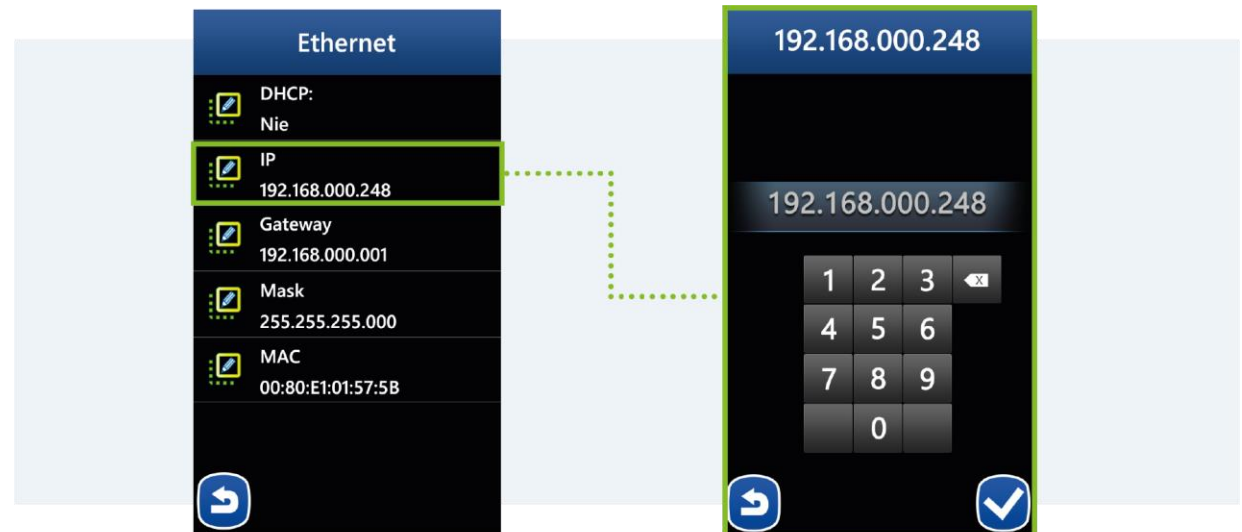 Ethernet
DHCP:
Nie
IP
192.168.000.248
Gateway
192.168.000.001
Mask
255.255.255.000
MAC
00:80:E1:01:57:5B
192.168.000.248
192.168.000.248
1 2 3 X
4 5 6
7 8 9
0